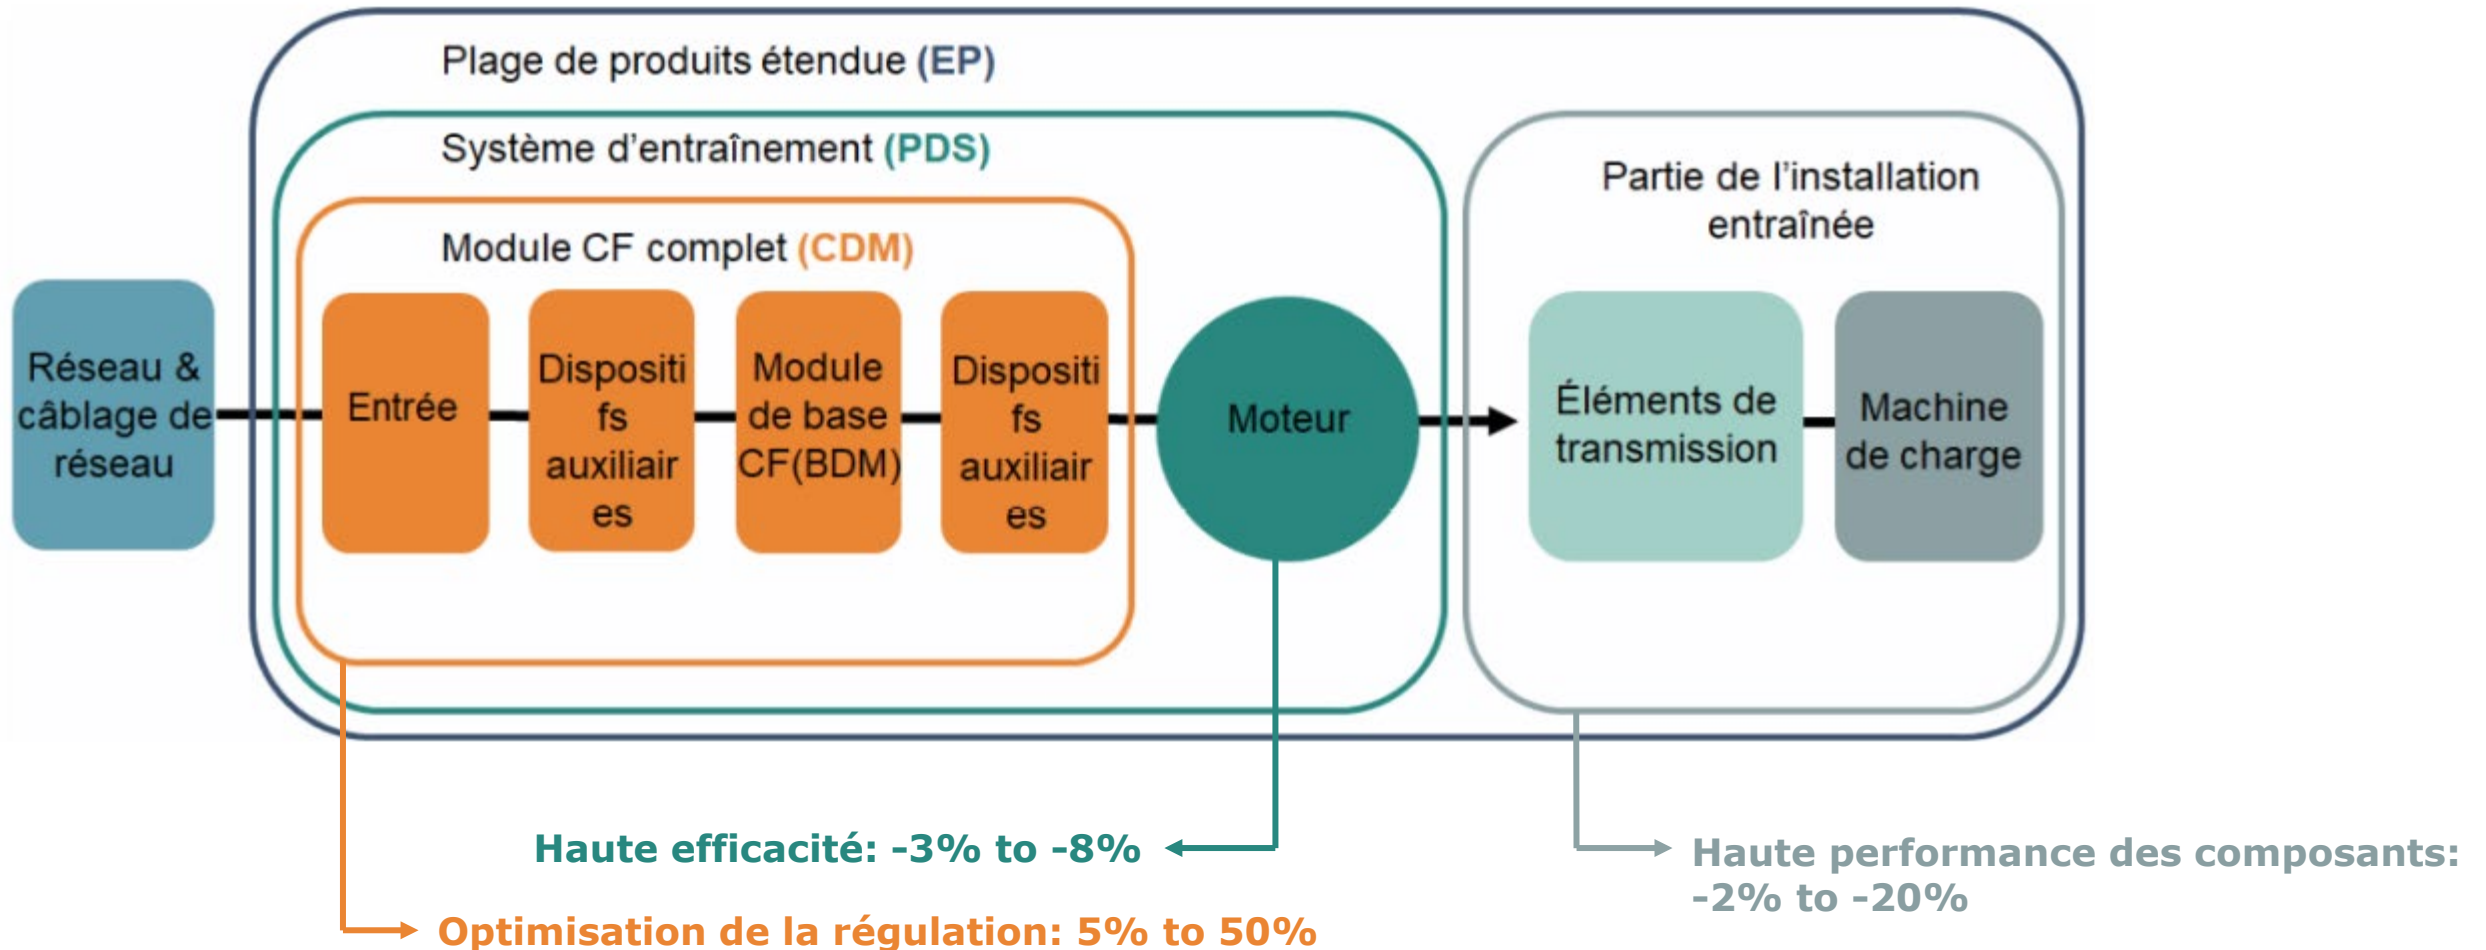 Plage de produits étendue (EP)
Système d'entraînement (PDS)
Module CF complet (CDM)
Partie de l'installation
entraînée
Réseau &
câblage de
réseau
Entrée
Dispositi
fs
auxiliair
es
Module
de base
CF(BDM)
Dispositi
fs
auxiliair
es
Moteur
Éléments de
transmission
Machine
de charge
Haute efficacité: -3% to -8%
Haute performance des composants:
-2% to -20%
Optimisation de la régulation: 5% to 50%